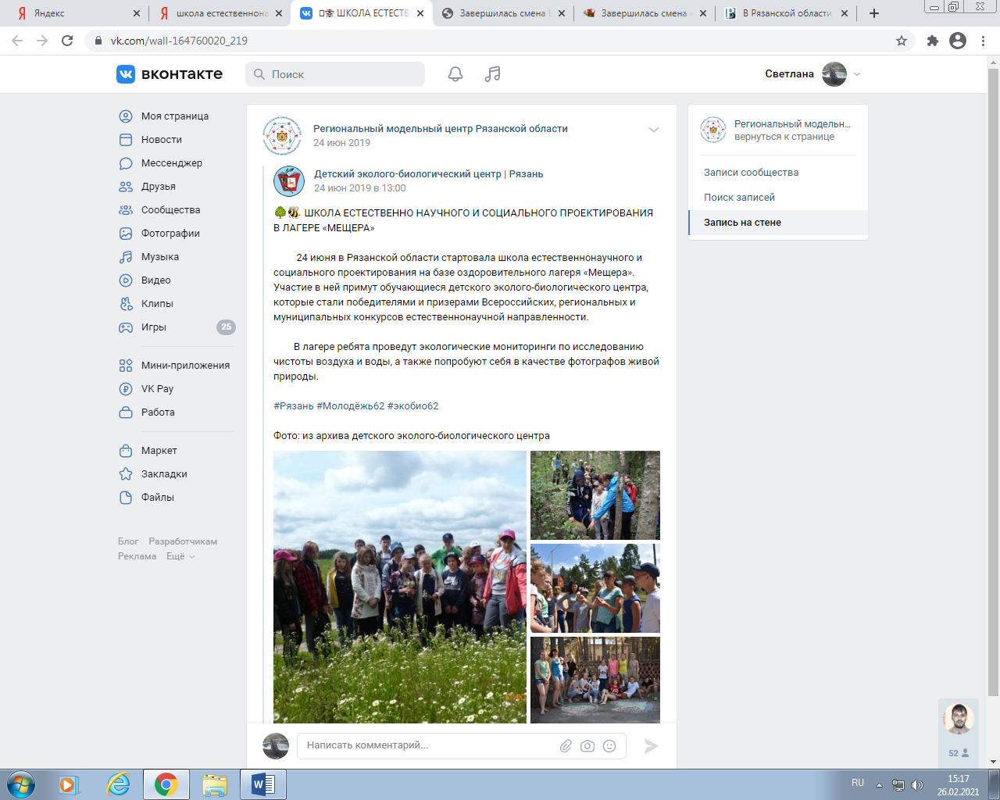 Яндекс
школа естественнона
ШКОЛА ЕСТЕСТВ
Завершилась смена
Завершилась смена
В Рязанской области
vk.com/wall-164760020_219
вконтакте
Поиск
Светлана
Моя страница
Новости
Мессенджер
Друзья
Сообщества
Фотографии
Музыка
Видео
Клипы
Игры
25
Мини-приложения
VK Pay
Работа
Маркет
Закладки
Файлы
Блог Разработчикам
Реклама Ещё
Региональный модельный центр Рязанской области
24 июн 2019
Детский эколого-биологический центр | Рязань
24 июн 2019 в 13:00
ШКОЛА ЕСТЕСТВЕННО НАУЧНОГО И СОЦИАЛЬНОГО ПРОЕКТИРОВАНИЯ
В ЛАГЕРЕ «МЕЩЕРА»
24 июня в Рязанской области стартовала школа естественнонаучного и
социального проектирования на базе оздоровительного лагеря «Мещера».
Участие в ней примут обучающиеся детского эколого-биологического центра,
которые стали победителями и призерами Всероссийских, региональных и
муниципальных конкурсов естественнонаучной направленности.
В лагере ребята проведут экологические мониторинги по исследованию
чистоты воздуха и воды, а также попробуют себя в качестве фотографов живой
природы.
#Рязань #Молодёжь62 #экобио62
Фото: из архива детского эколого-биологического центра
Написать комментарий...
Региональный модельн...
вернуться к странице
Записи сообщества
Поиск записей
Запись на стене
52
RU
15:17
26.02.2021